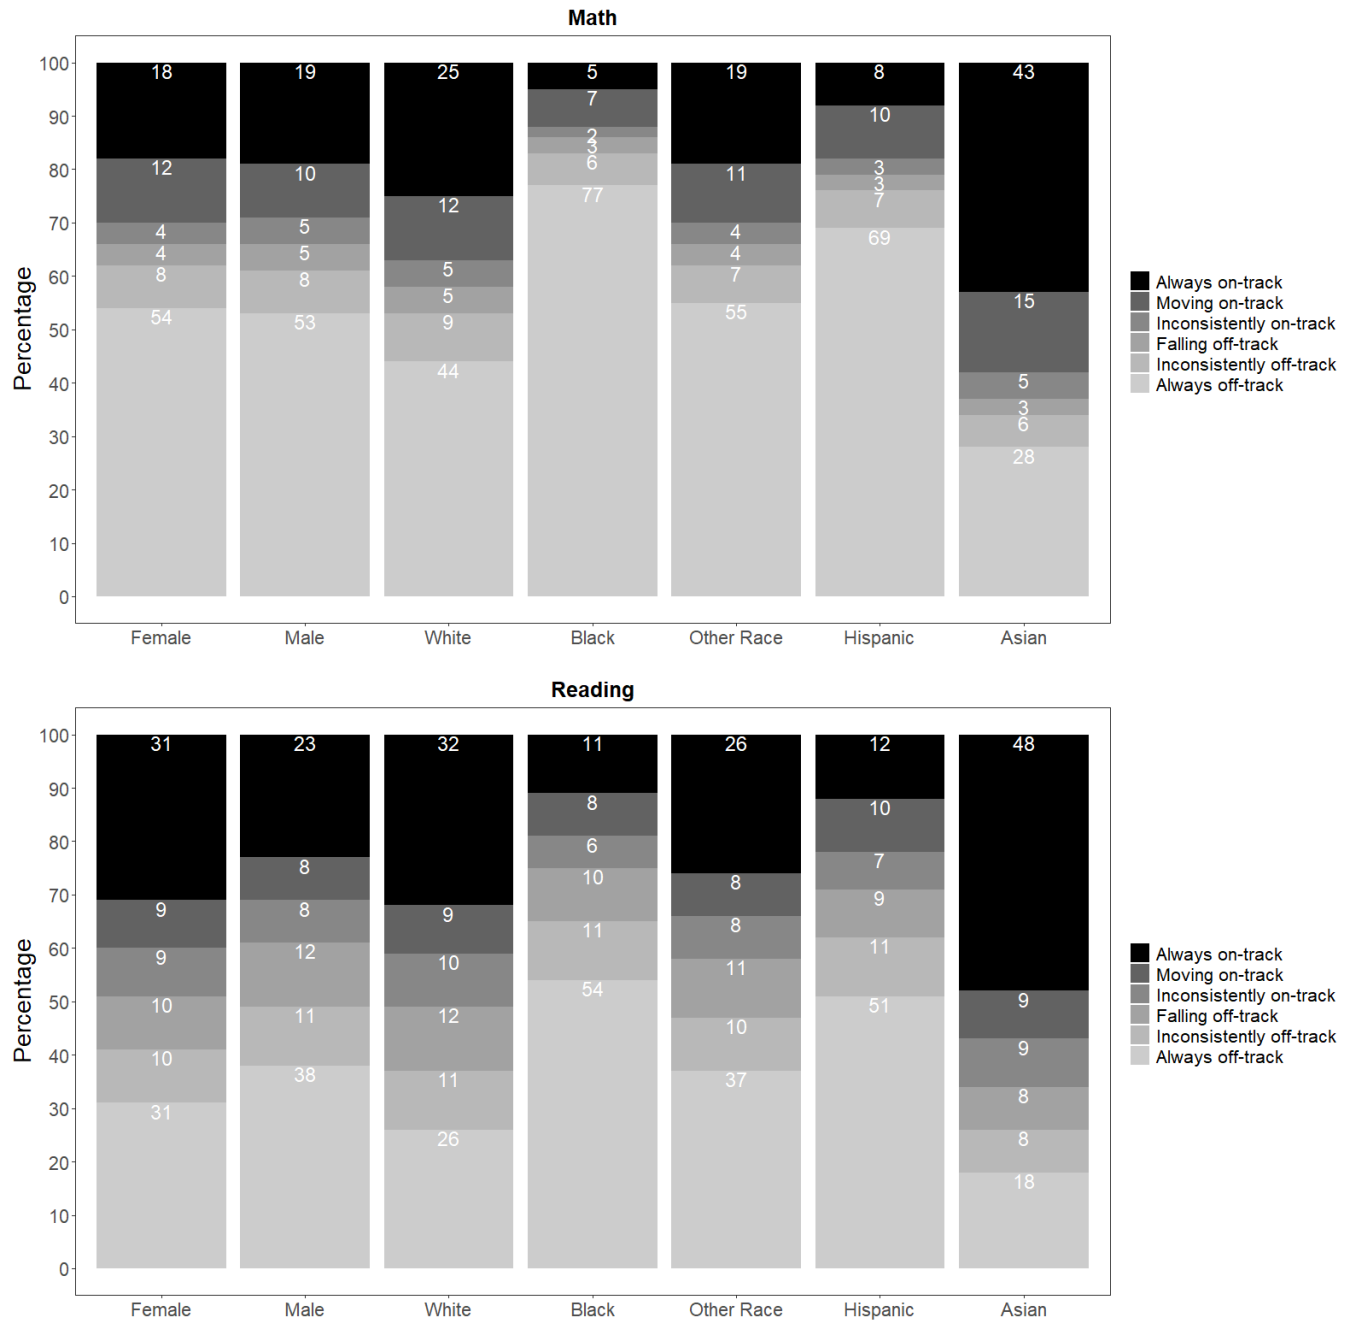 Math
Percentage
100
90
80
70
60
50
40
30
20
10
0
18 19 25 5 19 8 43
12 10 12 7 11 10 15
4 5 5 2 4 3 5
4 5 5 3 4 3 3
8 8 9 6 7 7 6
54 53 44 77 55 69 28
Female Male White Black Other Race Hispanic Asian
Always on-track
Moving on-track
Inconsistently on-track
Falling off-track
Inconsistently off-track
Always off-track
Reading
Percentage
100
90
80
70
60
50
40
30
20
10
0
31 23 32 11 26 12 48
9 8 9 8 8 10 9
9 8 10 6 8 7 9
10 12 12 10 11 9 8
10 11 11 11 10 11 8
31 38 26 54 37 51 18
Female Male White Black Other Race Hispanic Asian
Always on-track
Moving on-track
Inconsistently on-track
Falling off-track
Inconsistently off-track
Always off-track